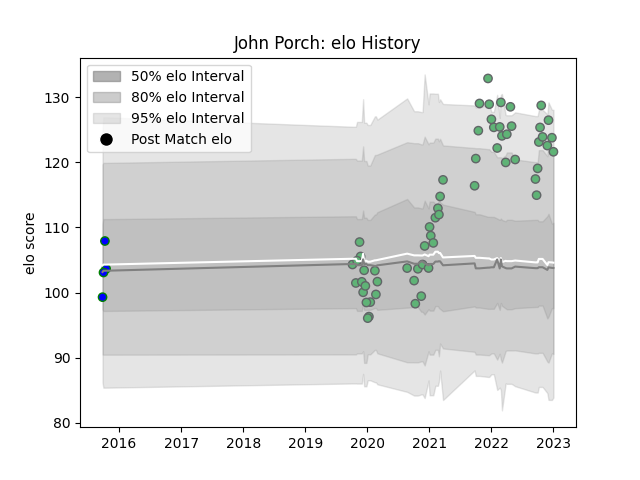 John Porch: elo History
50% elo Interval
80% elo Interval
95% elo Interval
Post Match elo
elo score
130
120
110
100
90
80
2016 2017 2018 2019 2020 2021 2022 2023